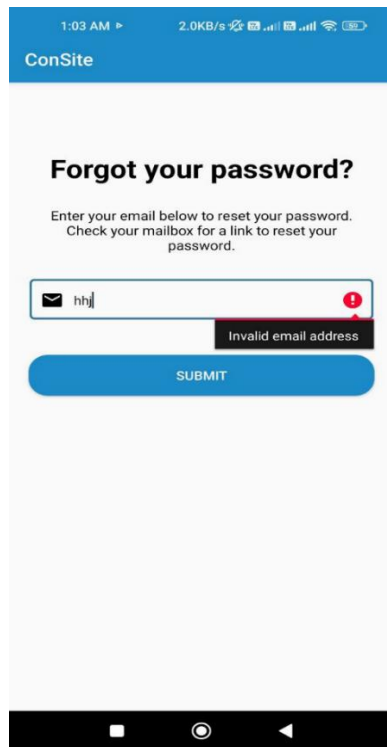 1:03 AM 2.0KB/s
ConSite
Forgot your password?
Enter your email below to reset your password.
Check your mailbox for a link to reset your
password.
hhj
Invalid email address
SUBMIT